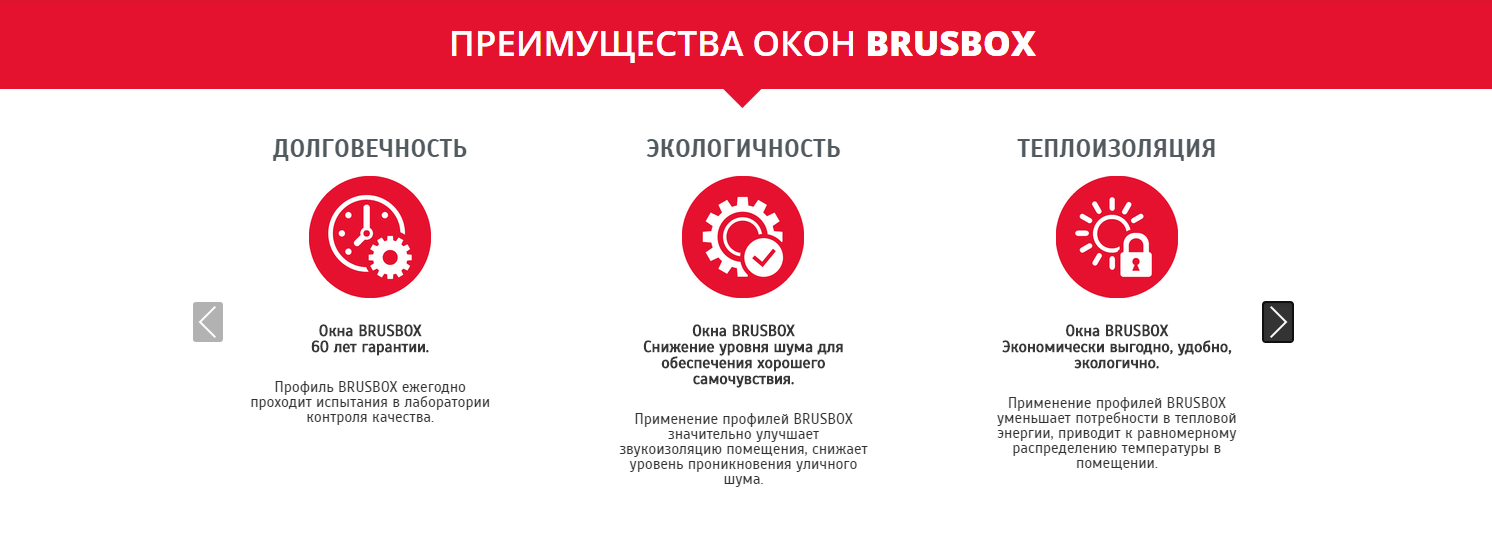 ПРЕИМУЩЕСТВА ОКОН BRUSBOX
ДОЛГОВЕЧНОСТЬ
Окна BRUSBOX
60 лет гарантии.
Профиль BRUSBOX ежегодно
проходит испытания в лаборатории
контроля качества.
ЭКОЛОГИЧНОСТЬ
Окна BRUSBOX
Снижение уровня шума для
обеспечения хорошего
самочувствия.
Применение профилей BRUSBOX
значительно улучшает
звукоизоляцию помещения, снижает
уровень проникновения уличного
шума.
ТЕПЛОИЗОЛЯЦИЯ
Окна BRUSBOX
Экономически выгодно, удобно,
экологично.
Применение профилей BRUSBOX
уменьшает потребности в тепловой
энергии, приводит к равномерному
распределению температуры в
помещении.